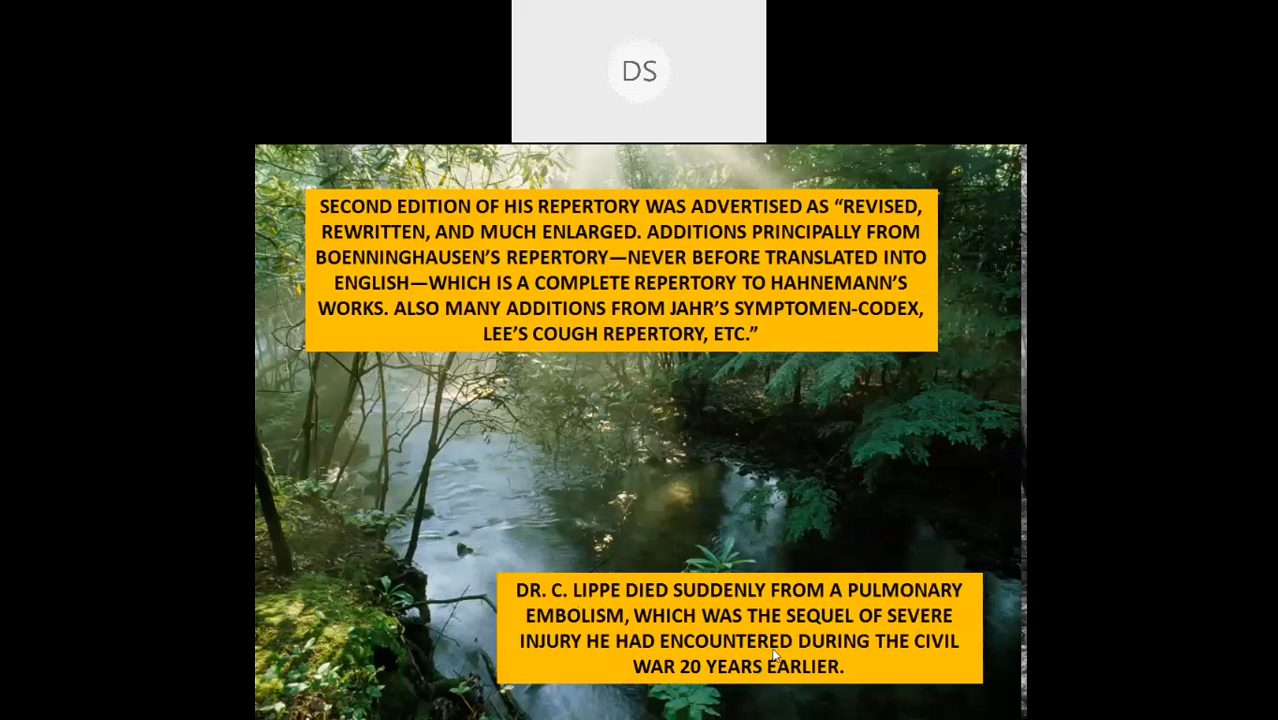 DS
SECOND EDITION OF HIS REPERTORY WAS ADVERTISED AS “REVISED,
REWRITTEN, AND MUCH ENLARGED. ADDITIONS PRINCIPALLY FROM
BOENNINGHAUSEN’S REPERTORY—NEVER BEFORE TRANSLATED INTO
ENGLISH—WHICH IS A COMPLETE REPERTORY TO HAHNEMANN’S
WORKS. ALSO MANY ADDITIONS FROM JAHR’S SYMPTOMEN-CODEX,
LEE’S COUGH REPERTORY, ETC.”
DR. C. LIPPE DIED SUDDENLY FROM A PULMONARY
EMBOLISM, WHICH WAS THE SEQUEL OF SEVERE
INJURY HE HAD ENCOUNTERED DURING THE CIVIL
WAR 20 YEARS EARLIER.